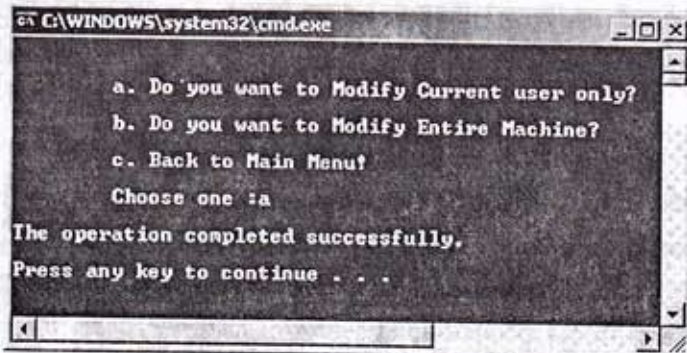 C:\WINDOWS\system32\cmd.exe
a. Do you want to Modify Current user only?
b. Do you want to Modify Entire Machine?
c. Back to Main Menu!
Choose one :a
The operation completed successfully.
Press any key to continue . . .